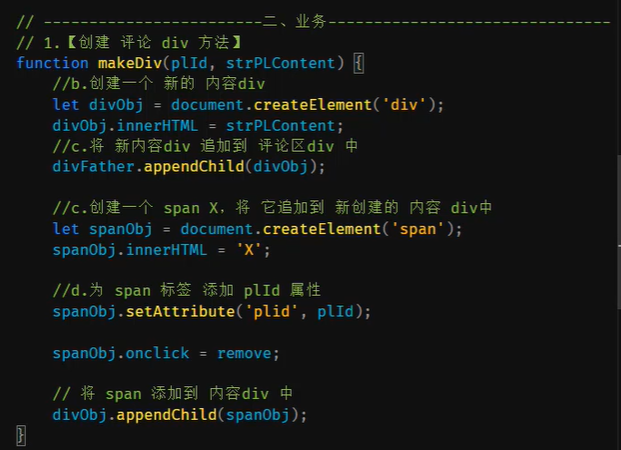 // ------------------------二、业务-------------------------------
// 1.【创建 评论 div 方法】
function makeDiv(plId, strPLContent) {
    //b.创建一个 新的 内容div
    let divObj = document.createElement('div');
    divObj.innerHTML = strPLContent;
    //c.将 新内容div 追加到 评论区div 中
    divFather.appendChild(divObj);

    //c.创建一个 span X，将 它追加到 新创建的 内容 div中
    let spanObj = document.createElement('span');
    spanObj.innerHTML = 'X';

    //d.为 span 标签 添加 plId 属性
    spanObj.setAttribute('plid', plId);

    spanObj.onclick = remove;

    // 将 span 添加到 内容div 中
    divObj.appendChild(spanObj);
}